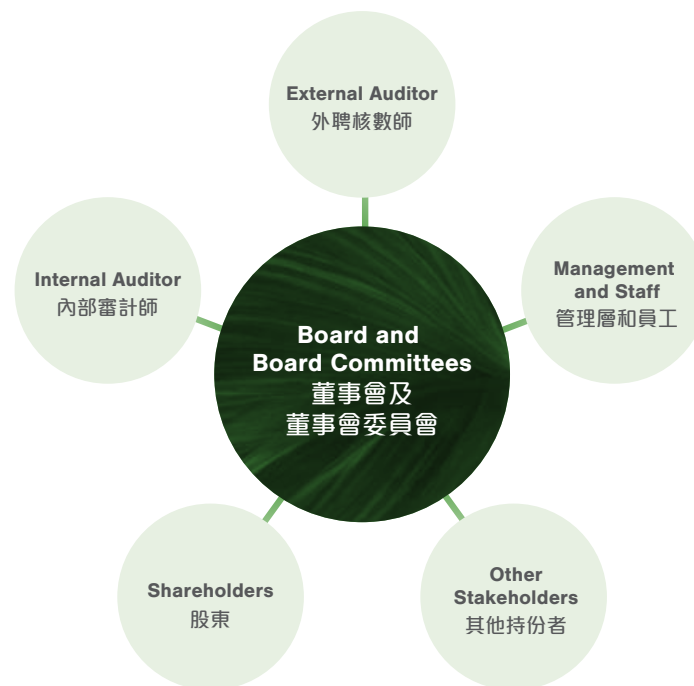 External Auditor
外聘核數師
Internal Auditor
內部審計師
Management
and Staff
管理層和員工
Board and
Board Committees
董事會及
董事會委員會
Shareholders
股東
Other
Stakeholders
其他持份者